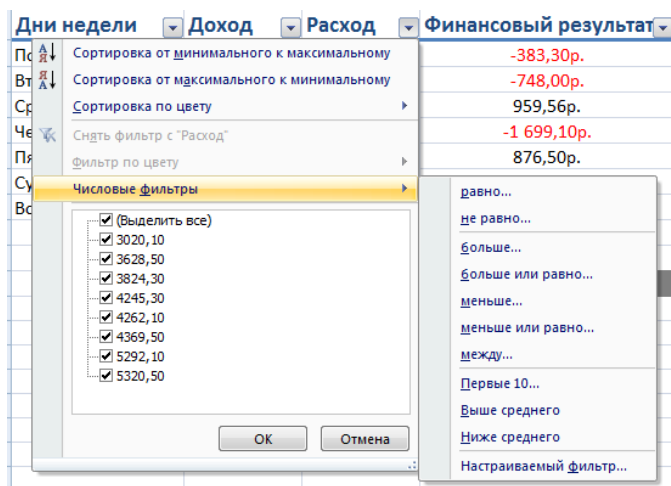 Дни недели Доход Расход Финансовый результат
Сортировка от минимального к максимальному -383,30р.
Сортировка от максимального к минимальному -748,00р.
Сортировка по цвету 959,56р.
Снять фильтр с "Расход" -1 699,10р.
Фильтр по цвету 876,50р.
Числовые фильтры
(Выделить все)
3020,10
3628,50
3824,30
4245,30
4262,10
4369,50
5292,10
5320,50
ОК Отмена
равно...
не равно...
больше...
больше или равно...
меньше...
меньше или равно...
между...
Первые 10...
Выше среднего
Ниже среднего
Настраиваемый фильтр...